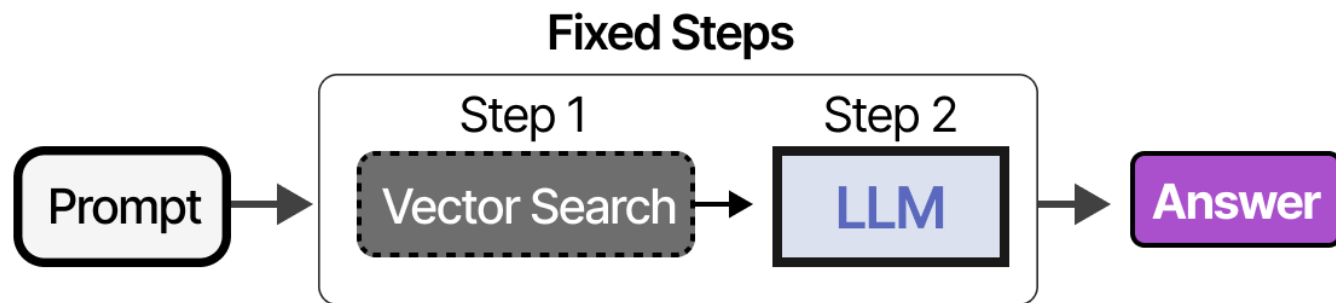 Fixed Steps
Step 1
Step 2
Prompt
Vector Search
LLM
Answer